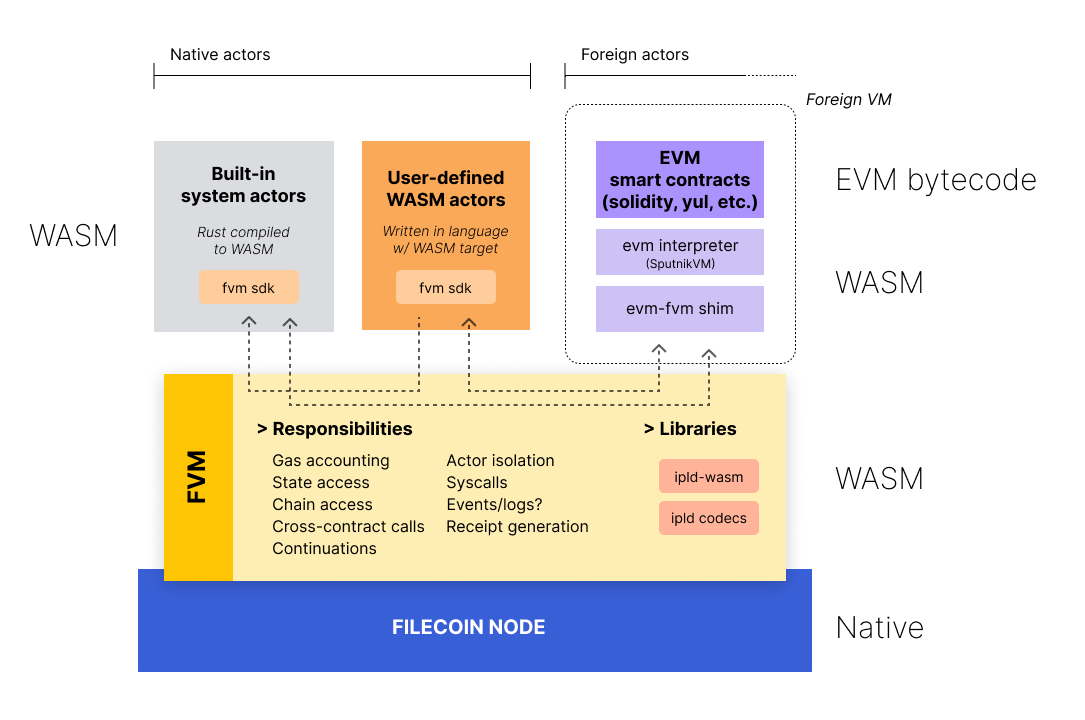 Native actors
Foreign actors
Foreign VM
WASM
Built-in
system actors
Rust compiled
to WASM
fvm sdk
User-defined
WASM actors
Written in language
w/ WASM target
fvm sdk
EVM
smart contracts
(solidity, yul, etc.)
evm interpreter
(SputnikVM)
evm-fvm shim
EVM bytecode
WASM
FVM
> Responsibilities
Gas accounting
State access
Chain access
Cross-contract calls
Continuations
Actor isolation
Syscalls
Events/logs?
Receipt generation
> Libraries
ipld-wasm
ipld codecs
WASM
FILECOIN NODE
Native